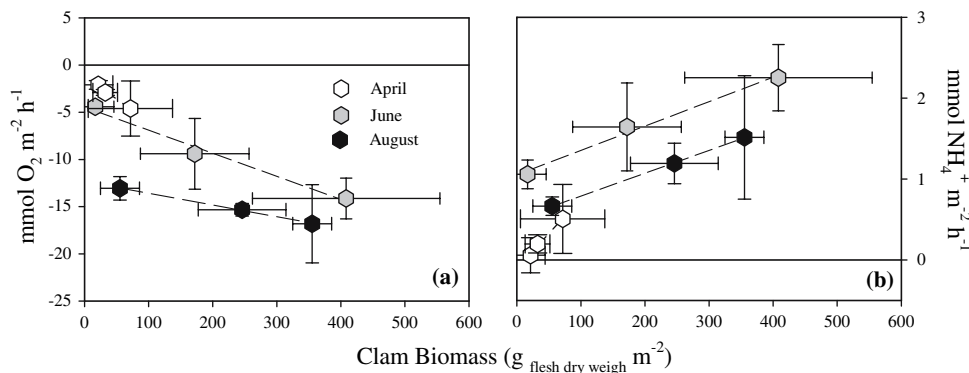 5
0
-5
-10
-15
-20
-25
mmol O₂ m⁻² h⁻¹
April
June
August
(a)
0 100 200 300 400 500 600
3
2
1
0
mmol NH₄⁺ m⁻² h⁻¹
(b)
0 100 200 300 400 500 600
Clam Biomass (g flesh dry weigh m⁻²)